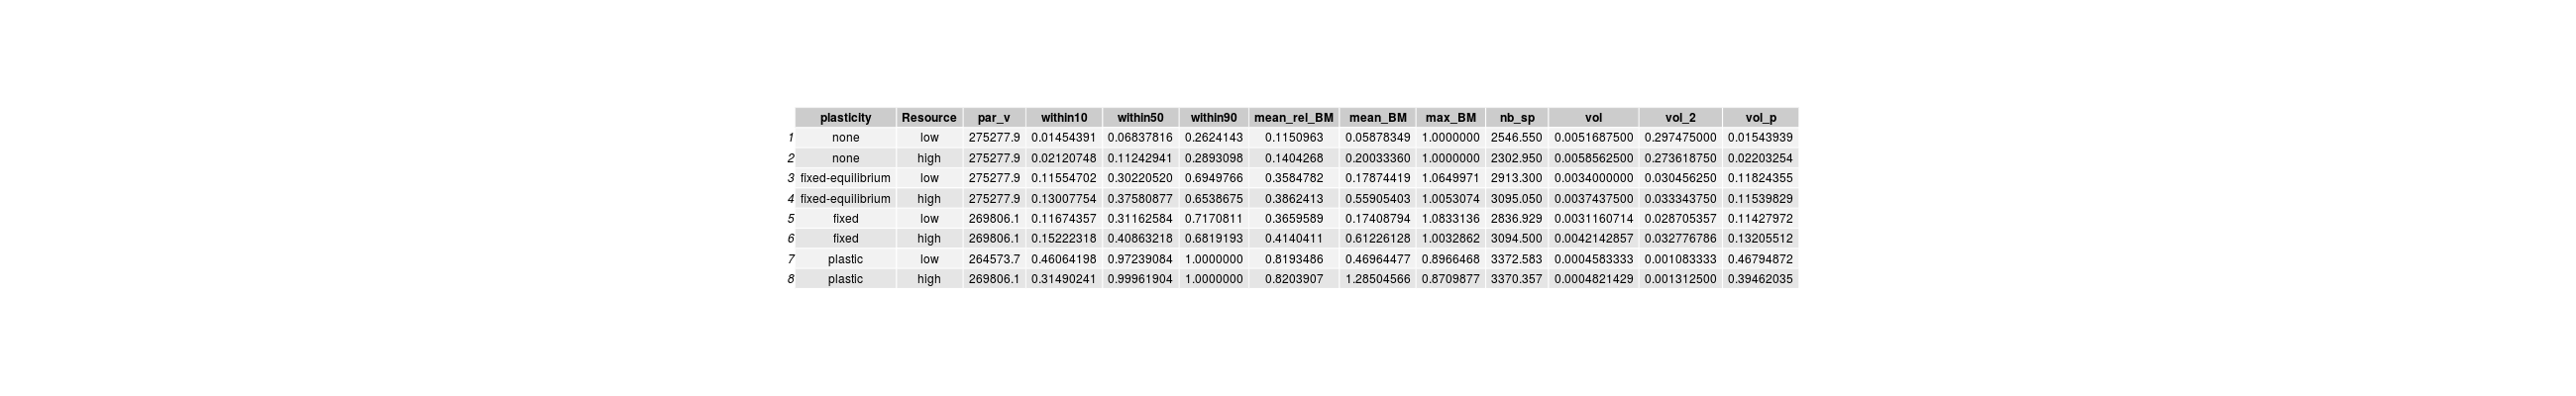 plasticity Resource par_v within10 within50 within90 mean_rel_BM mean_BM max_BM nb_sp vol vol_2 vol_p
1 none low 275277.9 0.01454391 0.06837816 0.2624143 0.1150963 0.05878349 1.0000000 2546.550 0.0051687500 0.297475000 0.01543939
2 none high 275277.9 0.02120748 0.11242941 0.2893098 0.1404268 0.20033360 1.0000000 2302.950 0.0058562500 0.273618750 0.02203254
3 fixed-equilibrium low 275277.9 0.11554702 0.30220520 0.6949766 0.3584782 0.17874419 1.0649971 2913.300 0.0034000000 0.030456250 0.11824355
4 fixed-equilibrium high 275277.9 0.13007754 0.37580877 0.6538675 0.3862413 0.55905403 1.0053074 3095.050 0.0037437500 0.033343750 0.11539829
5 fixed low 269806.1 0.11674357 0.31162584 0.7170811 0.3659589 0.17408794 1.0833136 2836.929 0.0031160714 0.028705357 0.11427972
6 fixed high 269806.1 0.15222318 0.40863218 0.6819193 0.4140411 0.61226128 1.0032862 3094.500 0.0042142857 0.032776786 0.13205512
7 plastic low 264573.7 0.46064198 0.97239084 1.0000000 0.8193486 0.46964477 0.8966468 3372.583 0.0004583333 0.001083333 0.46794872
8 plastic high 269806.1 0.31490241 0.99961904 1.0000000 0.8203907 1.28504566 0.8709877 3370.357 0.0004821429 0.001312500 0.39462035